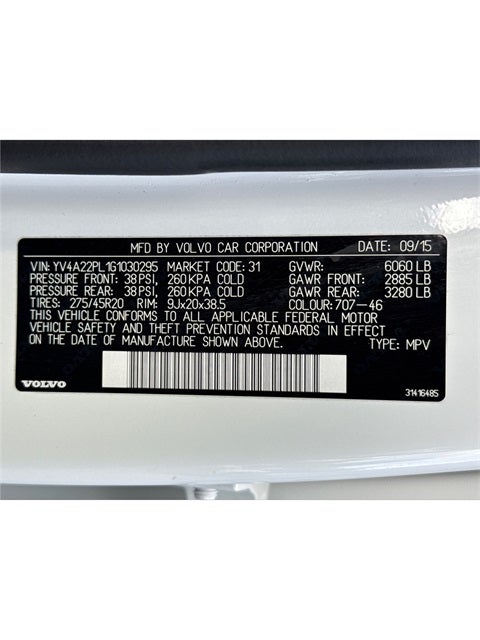 MFD BY VOLVO CAR CORPORATION DATE: 09/15
VIN: YV4A22PL1G1030295 MARKET CODE: 31 GVWR: 6060 LB
PRESSURE FRONT: 38 PSI, 260 KPA COLD GAWR FRONT: 2885 LB
PRESSURE REAR: 38 PSI, 260 KPA COLD GAWR REAR: 3280 LB
TIRES: 275/45R20 RIM: 9Jx20x38.5 COLOUR: 707-46
THIS VEHICLE CONFORMS TO ALL APPLICABLE FEDERAL MOTOR
VEHICLE SAFETY AND THEFT PREVENTION STANDARDS IN EFFECT
ON THE DATE OF MANUFACTURE SHOWN ABOVE. TYPE: MPV
VOLVO 31416485